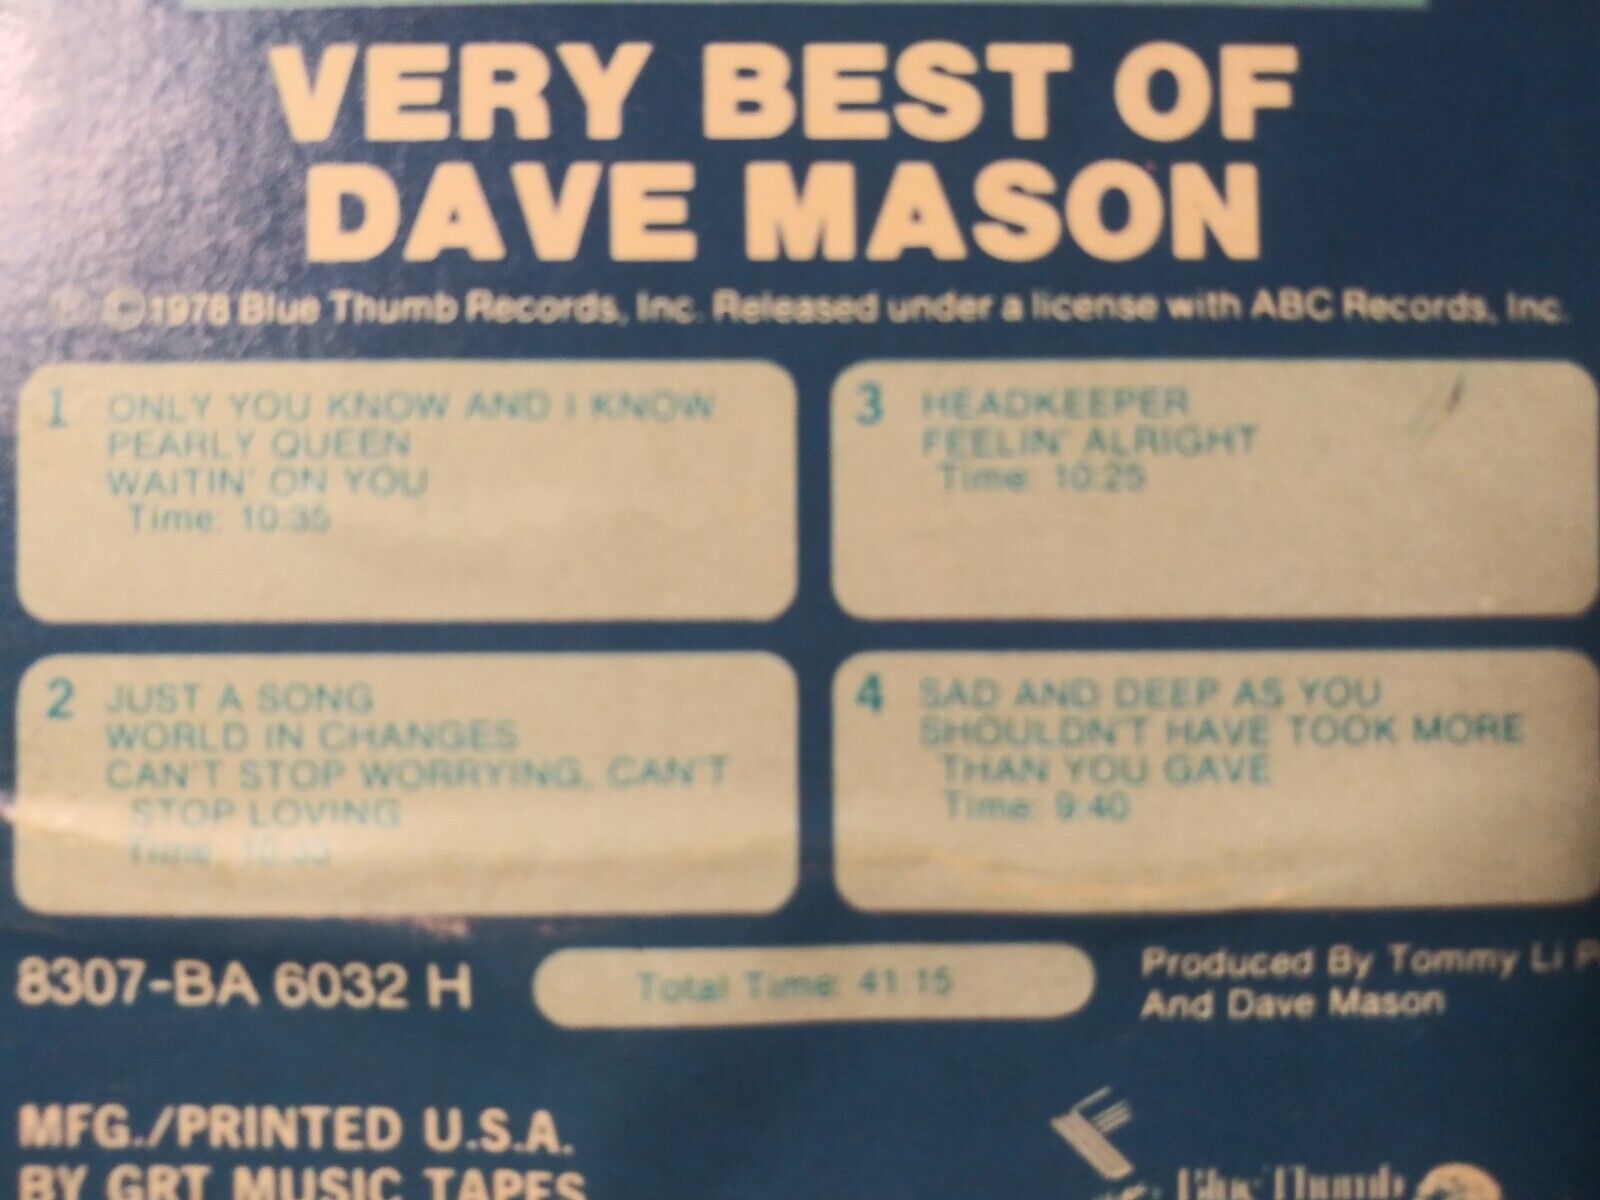 VERY BEST OF
DAVE MASON
℗ ©1978 Blue Thumb Records, Inc. Released under a license with ABC Records, Inc.
1 ONLY YOU KNOW AND I KNOW
PEARLY QUEEN
WAITIN' ON YOU
Time: 10:35
2 JUST A SONG
WORLD IN CHANGES
CAN'T STOP WORRYING, CAN'T
STOP LOVING
Time:
3 HEADKEEPER
FEELIN' ALRIGHT
Time: 10:25
4 SAD AND DEEP AS YOU
SHOULDN'T HAVE TOOK MORE
THAN YOU GAVE
Time: 9:40
8307-BA 6032 H
Total Time: 41:15
Produced By Tommy Li P
And Dave Mason
MFG./PRINTED U.S.A.
BY GRT MUSIC TAPES
Blue Thumb